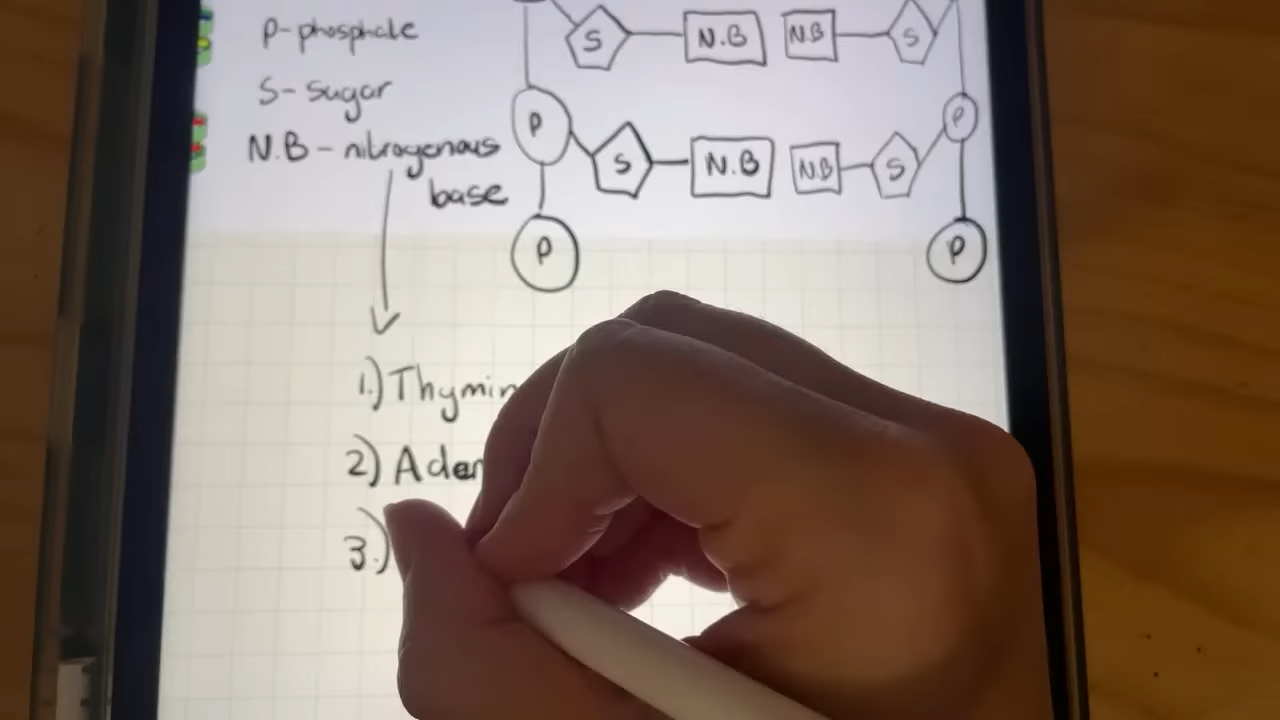 P-phosphate
S-sugar
N.B-nitrogenous
base
S N.B N.B S
P S N.B N.B S P
P P
1.) Thymin
2) Aden
3.)